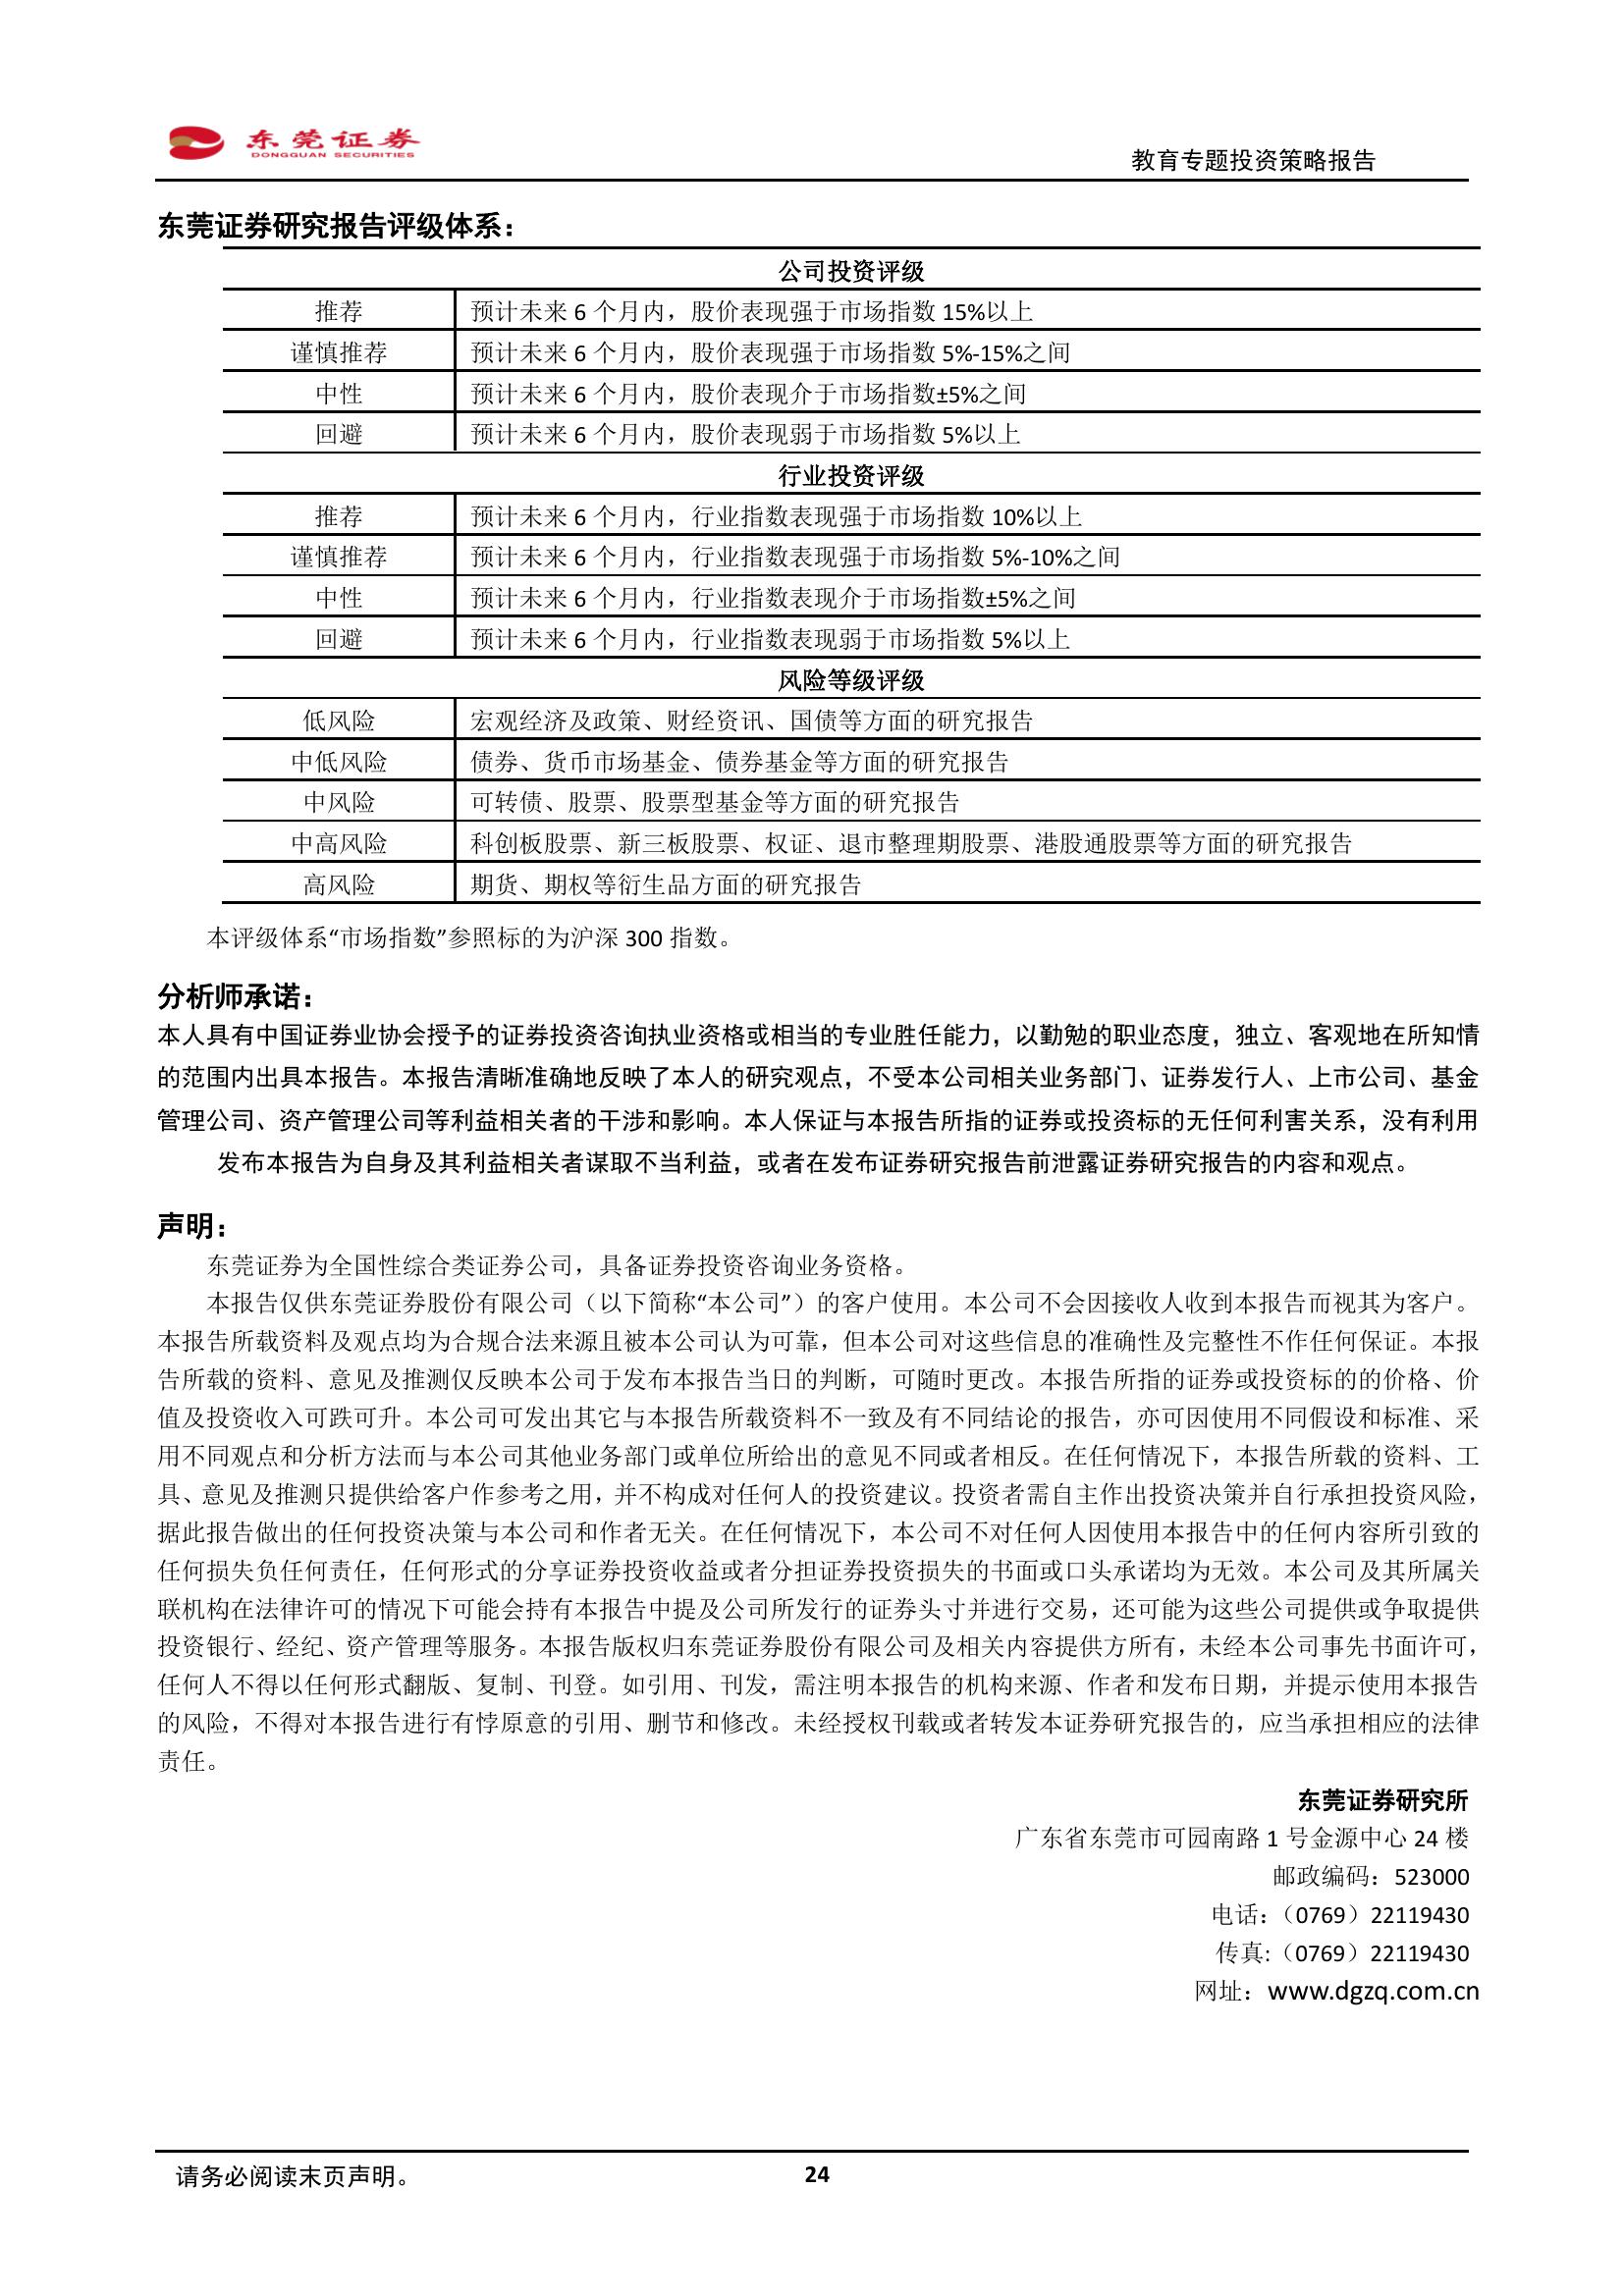 东莞证券
DONGGUAN SECURITIES
教育专题投资策略报告
东莞证券研究报告评级体系：
公司投资评级
推荐 预计未来 6 个月内，股价表现强于市场指数 15%以上
谨慎推荐 预计未来 6 个月内，股价表现强于市场指数 5%-15%之间
中性 预计未来 6 个月内，股价表现介于市场指数±5%之间
回避 预计未来 6 个月内，股价表现弱于市场指数 5%以上
行业投资评级
推荐 预计未来 6 个月内，行业指数表现强于市场指数 10%以上
谨慎推荐 预计未来 6 个月内，行业指数表现强于市场指数 5%-10%之间
中性 预计未来 6 个月内，行业指数表现介于市场指数±5%之间
回避 预计未来 6 个月内，行业指数表现弱于市场指数 5%以上
风险等级评级
低风险 宏观经济及政策、财经资讯、国债等方面的研究报告
中低风险 债券、货币市场基金、债券基金等方面的研究报告
中风险 可转债、股票、股票型基金等方面的研究报告
中高风险 科创板股票、新三板股票、权证、退市整理期股票、港股通股票等方面的研究报告
高风险 期货、期权等衍生品方面的研究报告
本评级体系“市场指数”参照标的为沪深 300 指数。
分析师承诺：
本人具有中国证券业协会授予的证券投资咨询执业资格或相当的专业胜任能力，以勤勉的职业态度，独立、客观地在所知情
的范围内出具本报告。本报告清晰准确地反映了本人的研究观点，不受本公司相关业务部门、证券发行人、上市公司、基金
管理公司、资产管理公司等利益相关者的干涉和影响。本人保证与本报告所指的证券或投资标的无任何利害关系，没有利用
发布本报告为自身及其利益相关者谋取不当利益，或者在发布证券研究报告前泄露证券研究报告的内容和观点。
声明：
东莞证券为全国性综合类证券公司，具备证券投资咨询业务资格。
本报告仅供东莞证券股份有限公司（以下简称“本公司”）的客户使用。本公司不会因接收人收到本报告而视其为客户。
本报告所载资料及观点均为合规合法来源且被本公司认为可靠，但本公司对这些信息的准确性及完整性不作任何保证。本报
告所载的资料、意见及推测仅反映本公司于发布本报告当日的判断，可随时更改。本报告所指的证券或投资标的的价格、价
值及投资收入可跌可升。本公司可发出其它与本报告所载资料不一致及有不同结论的报告，亦可因使用不同假设和标准、采
用不同观点和分析方法而与本公司其他业务部门或单位所给出的意见不同或者相反。在任何情况下，本报告所载的资料、工
具、意见及推测只提供给客户作参考之用，并不构成对任何人的投资建议。投资者需自主作出投资决策并自行承担投资风险，
据此报告做出的任何投资决策与本公司和作者无关。在任何情况下，本公司不对任何人因使用本报告中的任何内容所引致的
任何损失负任何责任，任何形式的分享证券投资收益或者分担证券投资损失的书面或口头承诺均为无效。本公司及其所属关
联机构在法律许可的情况下可能会持有本报告中提及公司所发行的证券头寸并进行交易，还可能为这些公司提供或争取提供
投资银行、经纪、资产管理等服务。本报告版权归东莞证券股份有限公司及相关内容提供方所有，未经本公司事先书面许可，
任何人不得以任何形式翻版、复制、刊登。如引用、刊发，需注明本报告的机构来源、作者和发布日期，并提示使用本报告
的风险，不得对本报告进行有悖原意的引用、删节和修改。未经授权刊载或者转发本证券研究报告的，应当承担相应的法律
责任。
东莞证券研究所
广东省东莞市可园南路 1 号金源中心 24 楼
邮政编码：523000
电话：（0769）22119430
传真:（0769）22119430
网址：www.dgzq.com.cn
请务必阅读末页声明。
24